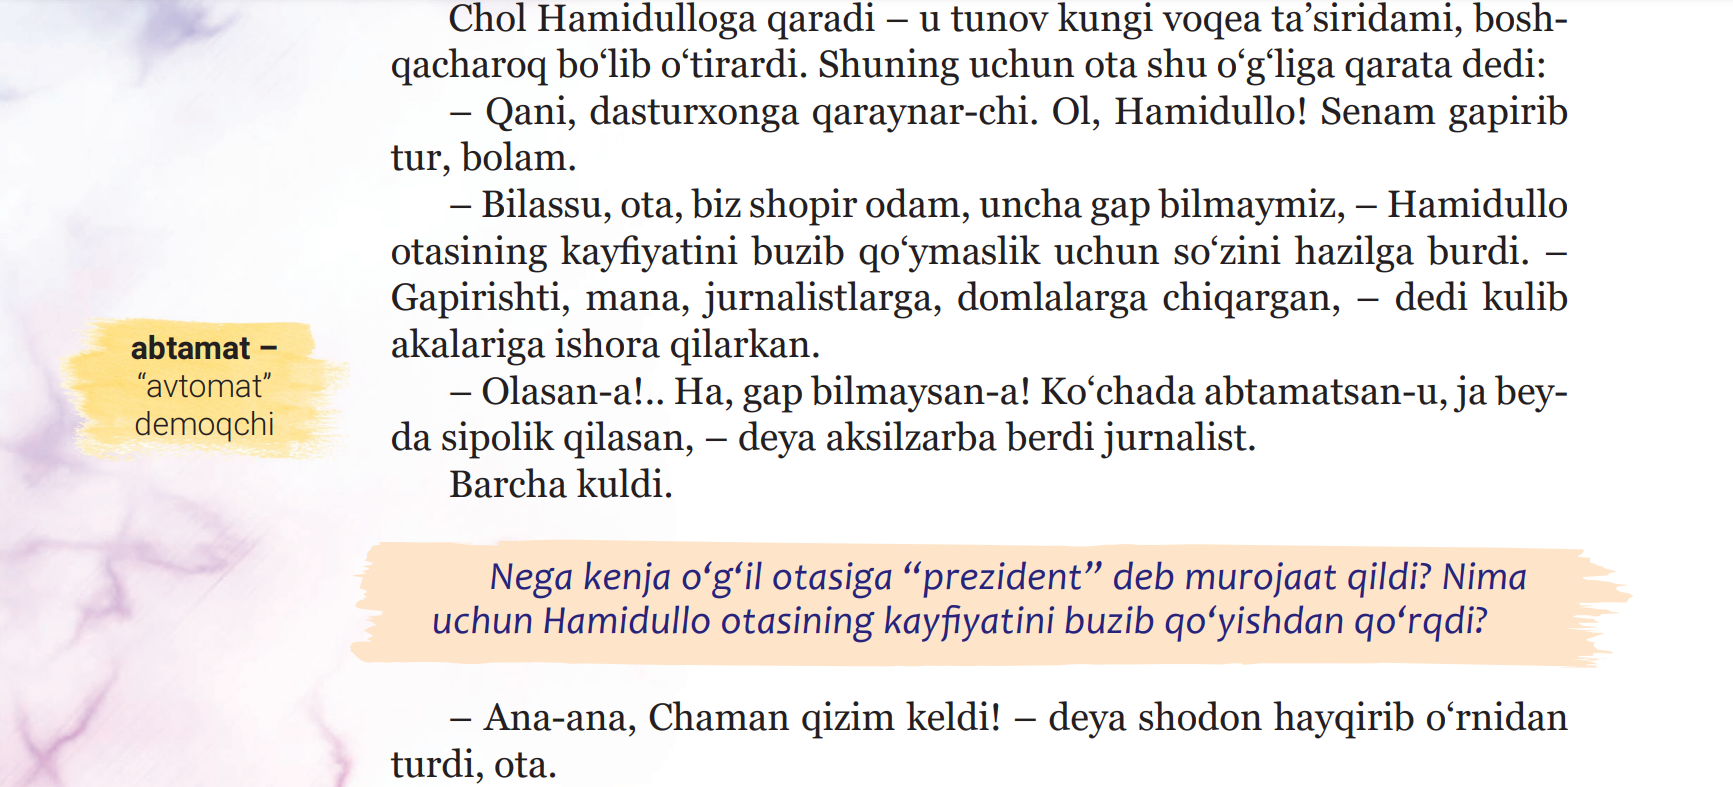 Chol Hamidulloga qaradi – u tunov kungi voqea ta’siridami, bosh-
qacharoq bo‘lib o‘tirardi. Shuning uchun ota shu o‘g‘liga qarata dedi:
– Qani, dasturxonga qaraynar-chi. Ol, Hamidullo! Senam gapirib
tur, bolam.
– Bilassu, ota, biz shopir odam, uncha gap bilmaymiz, – Hamidullo
otasining kayfiyatini buzib qo‘ymaslik uchun so‘zini hazilga burdi. –
Gapirishti, mana, jurnalistlarga, domlalarga chiqargan, – dedi kulib
akalariga ishora qilarkan.
– Olasan-a!.. Ha, gap bilmaysan-a! Ko‘chada abtamatsan-u, ja bey-
da sipolik qilasan, – deya aksilzarba berdi jurnalist.
Barcha kuldi.
abtamat –
“avtomat”
demoqchi
Nega kenja o‘g‘il otasiga “prezident” deb murojaat qildi? Nima
uchun Hamidullo otasining kayfiyatini buzib qo‘yishdan qo‘rqdi?
– Ana-ana, Chaman qizim keldi! – deya shodon hayqirib o‘rnidan
turdi, ota.